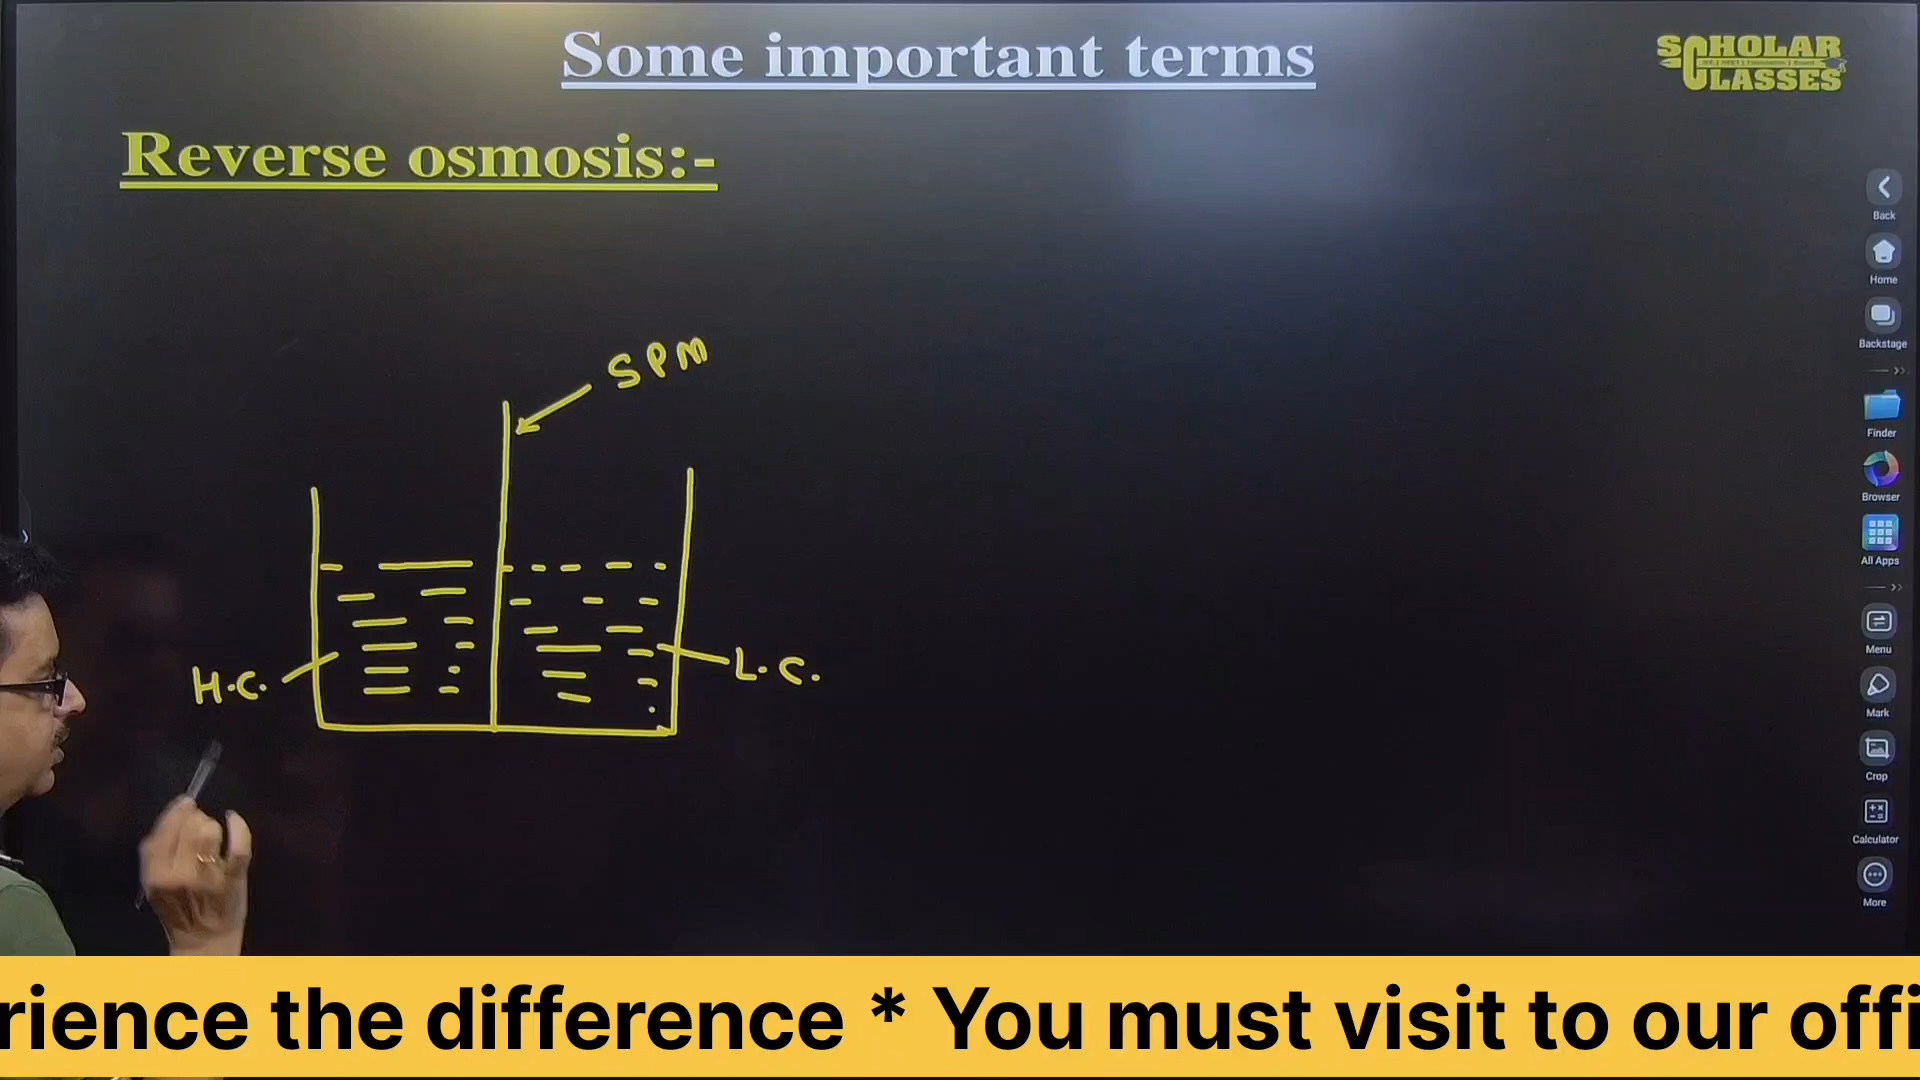 Some important terms
SCHOLAR
CLASSES
Reverse osmosis:-
Back
Home
Backstage
SPM
Finder
Browser
All Apps
Menu
H.C.
L.C.
Mark
Crop
Calculator
More
rience the difference * You must visit to our offi